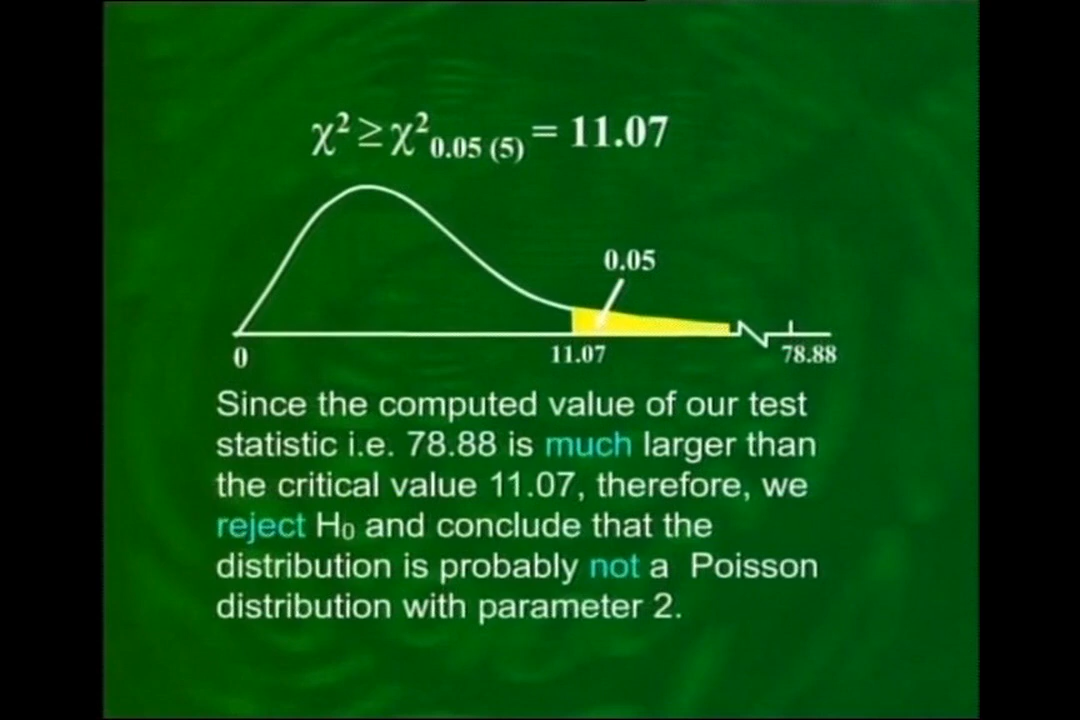 χ² ≥ χ²0.05 (5) = 11.07
0.05
0
11.07
78.88
Since the computed value of our test
statistic i.e. 78.88 is much larger than
the critical value 11.07, therefore, we
reject H₀ and conclude that the
distribution is probably not a Poisson
distribution with parameter 2.